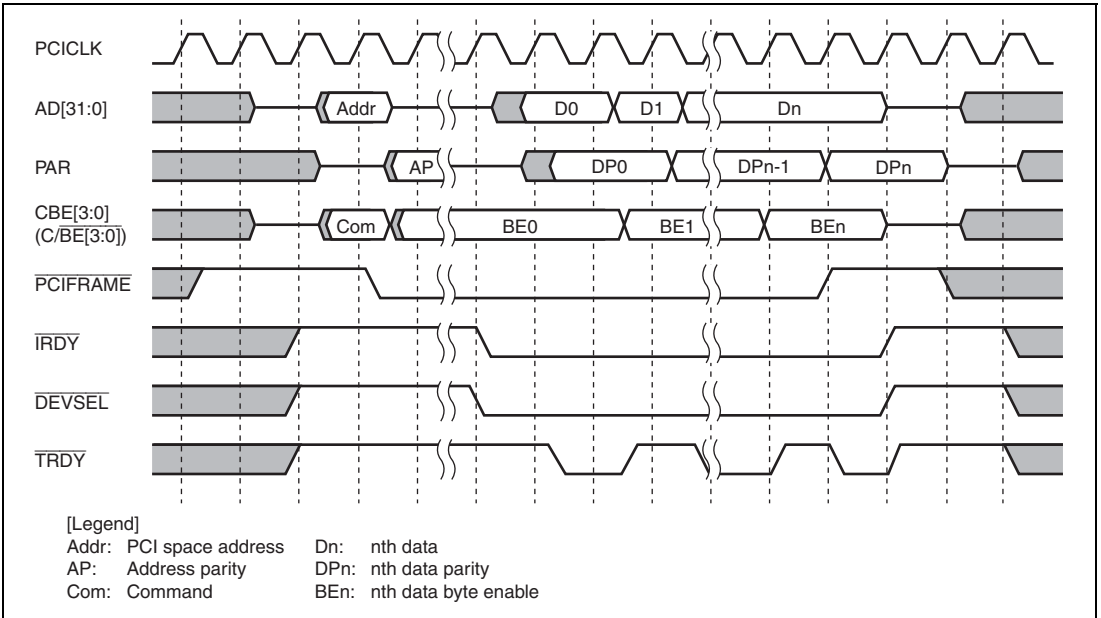 PCICLK
AD[31:0] Addr D0 D1 Dn
PAR AP DP0 DPn-1 DPn
CBE[3:0]
(C/BE[3:0]) Com BE0 BE1 BEn
PCIFRAME
IRDY
DEVSEL
TRDY
[Legend]
Addr: PCI space address Dn: nth data
AP: Address parity DPn: nth data parity
Com: Command BEn: nth data byte enable